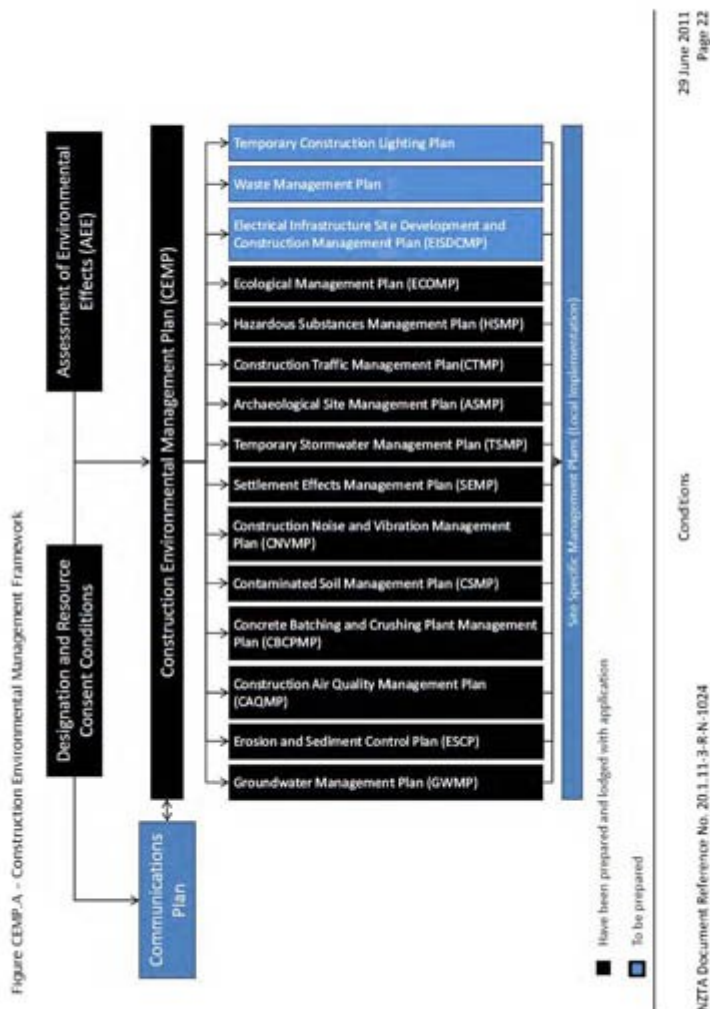 Figure CEMP.A - Construction Environmental Management Framework
Designation and Resource
Consent Conditions
Assessment of Environmental
Effects (AEE)
Communications
Plan
Construction Environmental Management Plan (CEMP)
Groundwater Management Plan (GWMP)
Erosion and Sediment Control Plan (ESCP)
Construction Air Quality Management Plan
(CAQMP)
Concrete Batching and Crushing Plant Management
Plan (CBCPMP)
Contaminated Soil Management Plan (CSMP)
Construction Noise and Vibration Management
Plan (CNVMP)
Settlement Effects Management Plan (SEMP)
Temporary Stormwater Management Plan (TSMP)
Archaeological Site Management Plan (ASMP)
Construction Traffic Management Plan(CTMP)
Hazardous Substances Management Plan (HSMP)
Ecological Management Plan (ECOMP)
Electrical Infrastructure Site Development and
Construction Management Plan (EISDCMP)
Waste Management Plan
Temporary Construction Lighting Plan
Site Specific Management Plans (Local Implementation)
Have been prepared and lodged with application
To be prepared
NZTA Document Reference No. 20.1.11-3-R-N-1024
Conditions
29 June 2011
Page 22